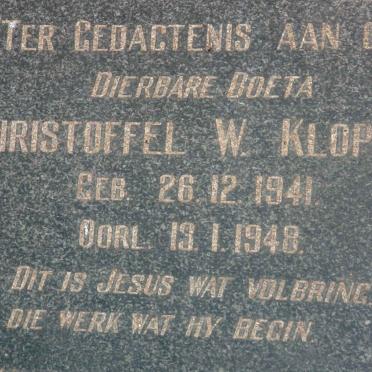 TER GEDACTENIS AAN O
DIERBARE BOETA
RISTOFFEL W. KLOP
GEB. 26.12.1941.
OORL. 13.1.1948.
DIT IS JESUS WAT VOLBRING
DIE WERK WAT HY BEGIN.